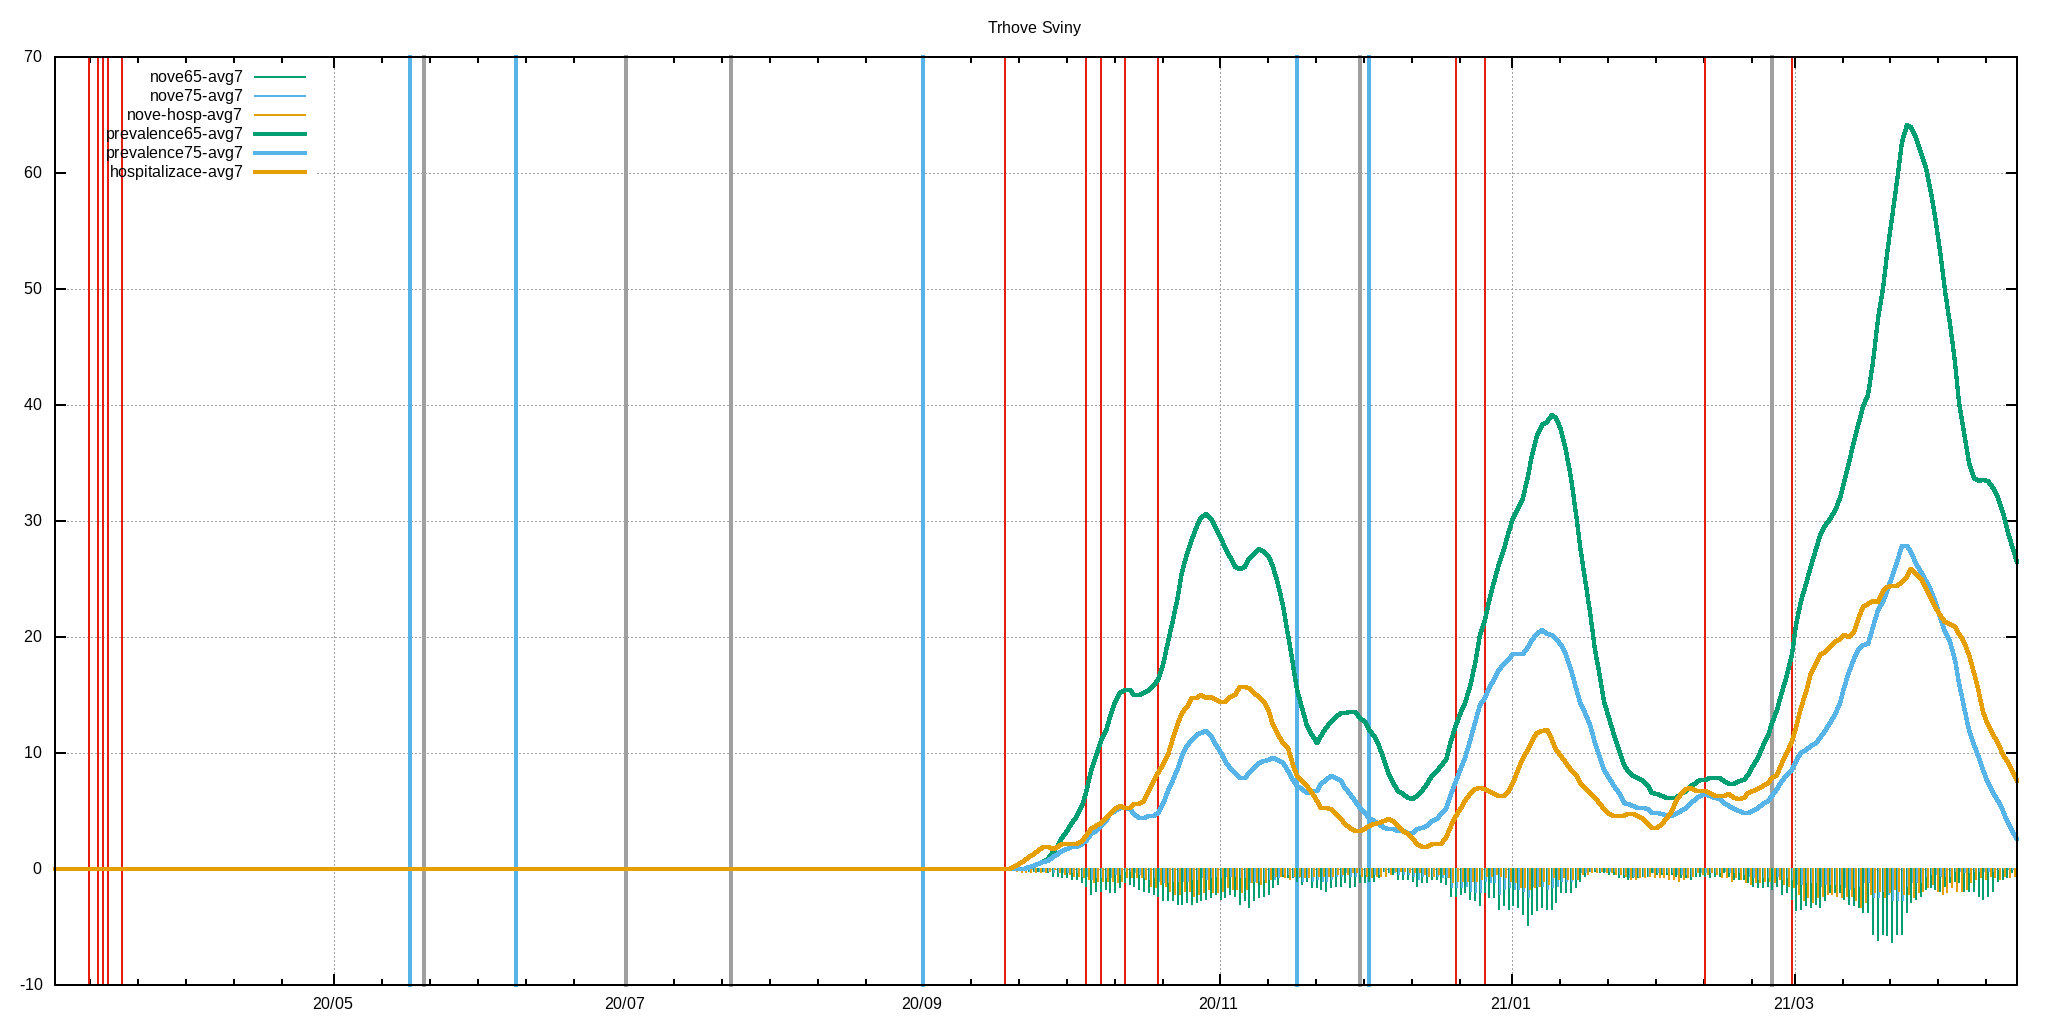 Trhove Sviny
70
60
50
40
30
20
10
0
-10
nove65-avg7
nove75-avg7
nove-hosp-avg7
prevalence65-avg7
prevalence75-avg7
hospitalizace-avg7
20/05 20/07 20/09 20/11 21/01 21/03